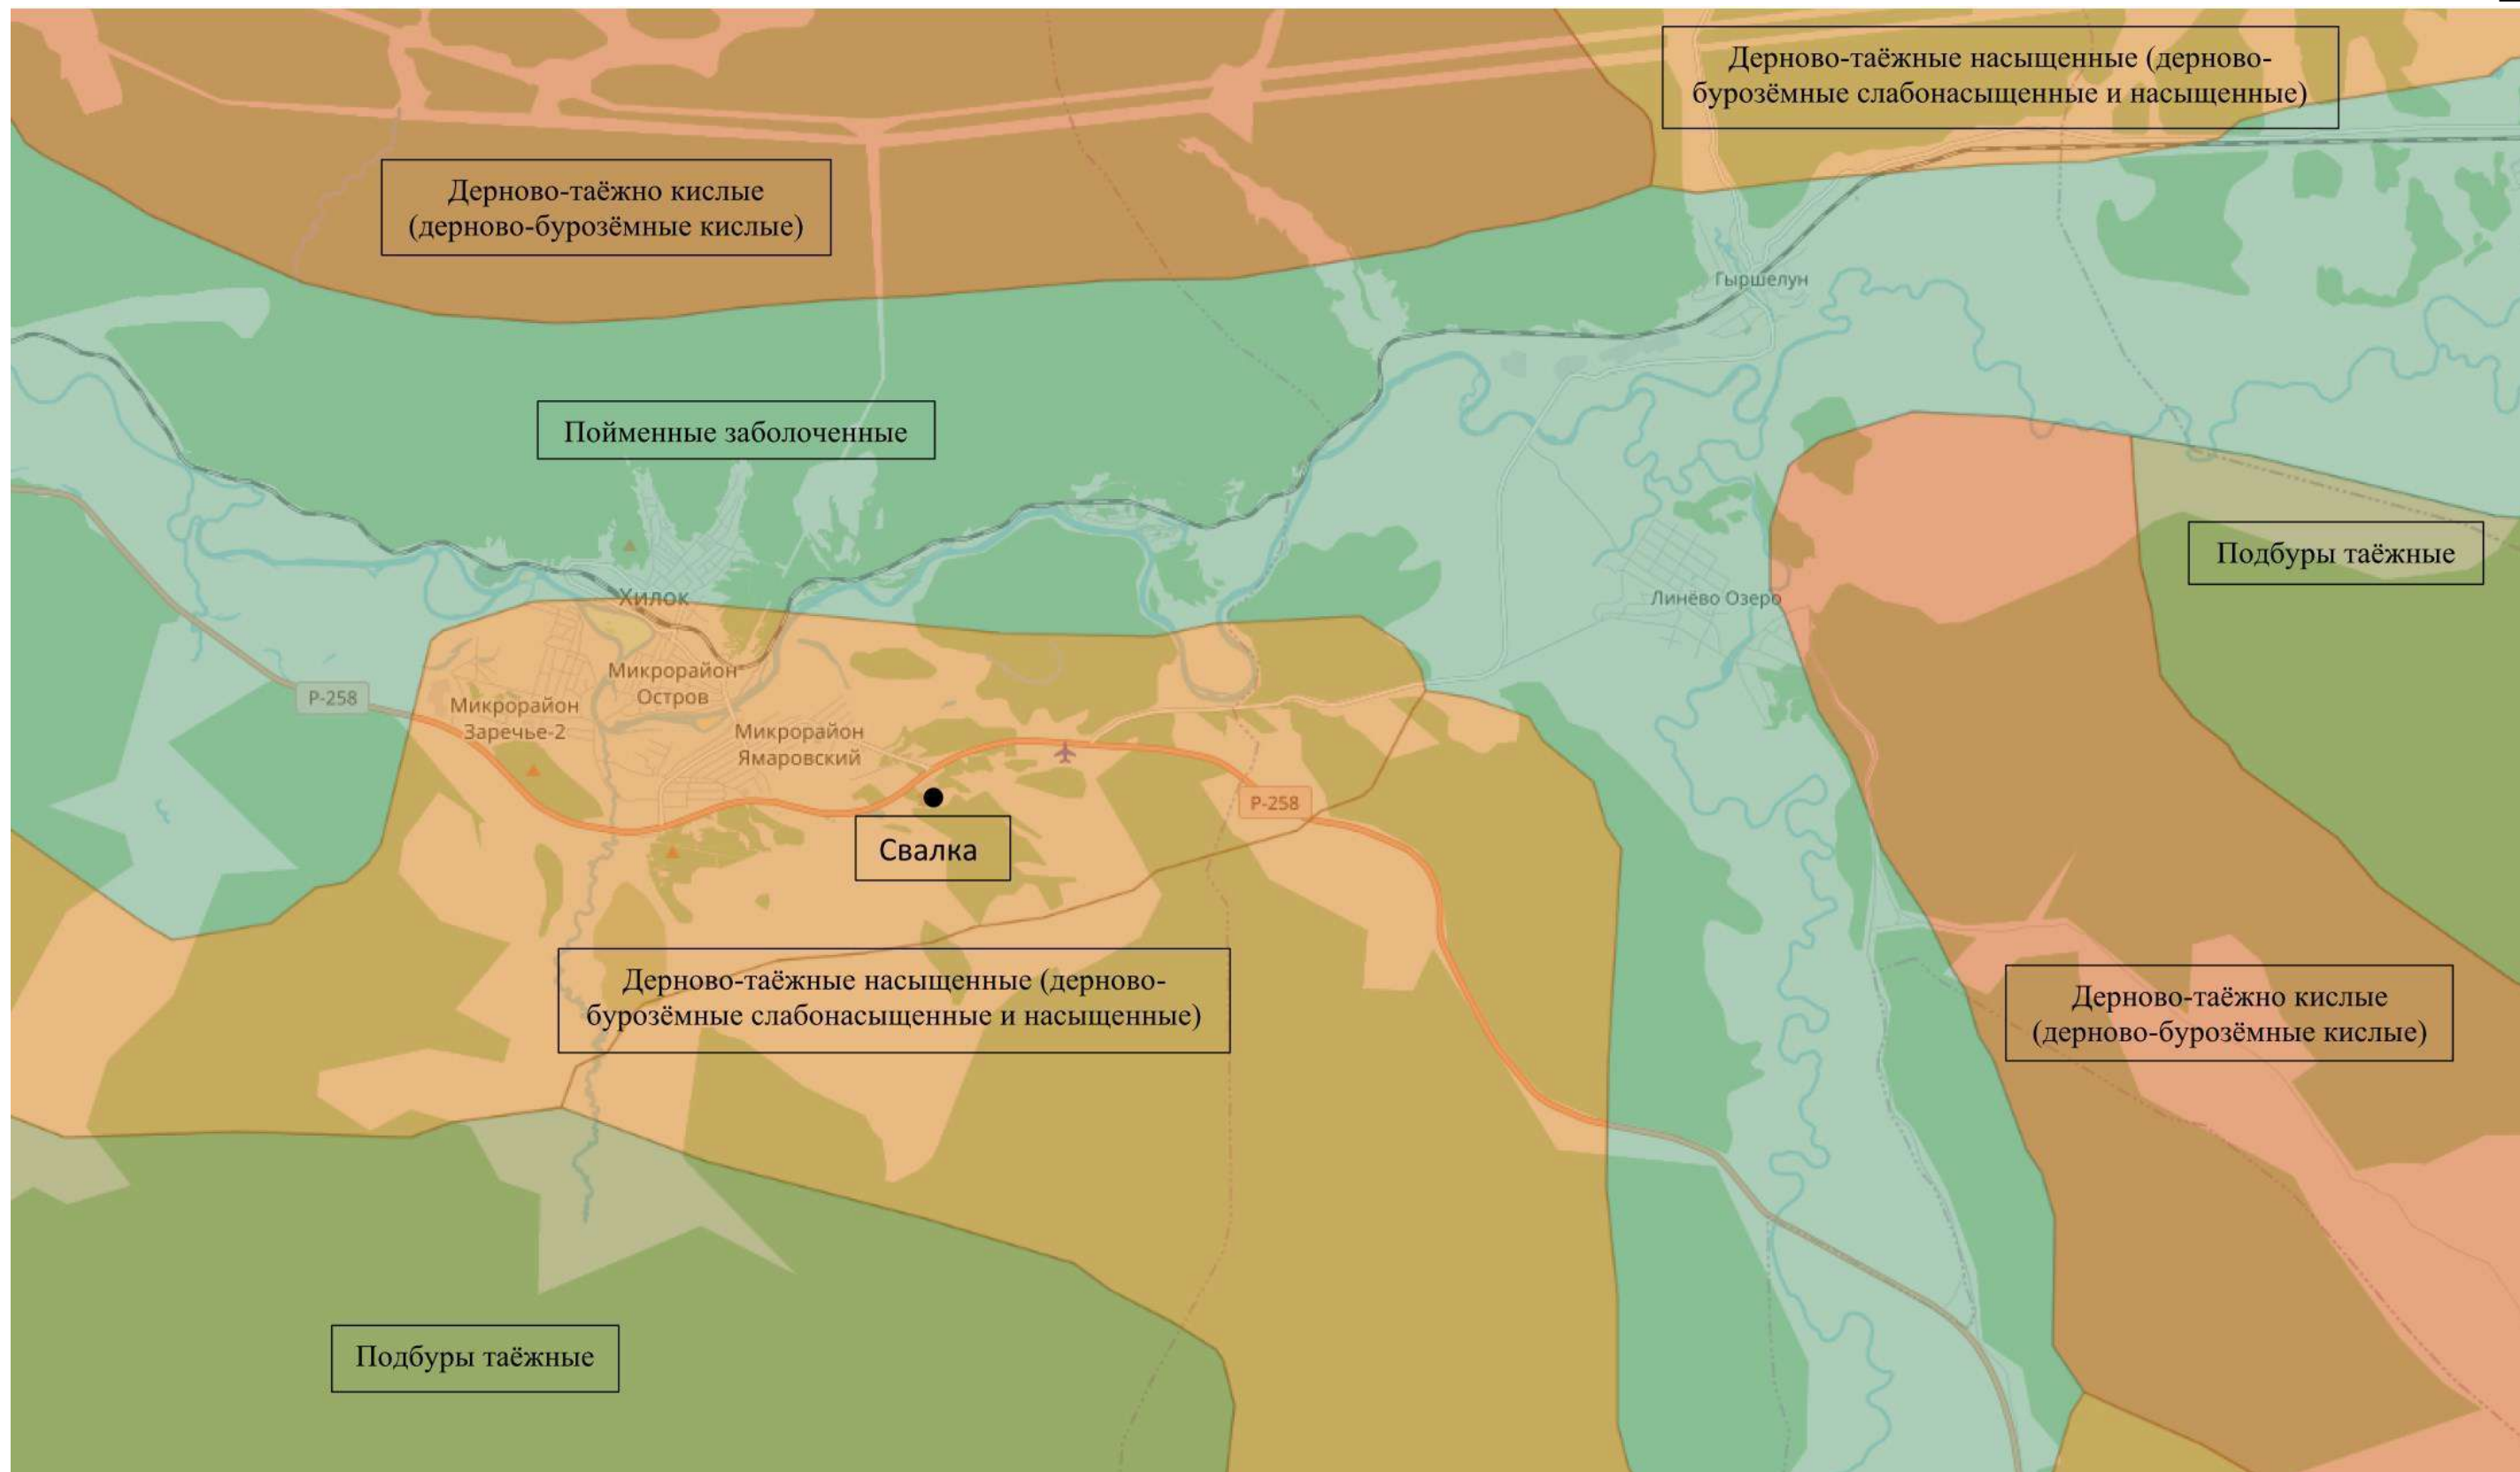 Дерново-таёжные насыщенные (дерново-
бурозёмные слабонасыщенные и насыщенные)
Дерново-таёжно кислые
(дерново-бурозёмные кислые)
Гыршелун
Пойменные заболоченные
Подбуры таёжные
Хилок
Линёво Озеро
Микрорайон
Остров
Р-258
Микрорайон
Заречье-2
Микрорайон
Ямаровский
Р-258
Свалка
Дерново-таёжные насыщенные (дерново-
бурозёмные слабонасыщенные и насыщенные)
Дерново-таёжно кислые
(дерново-бурозёмные кислые)
Подбуры таёжные